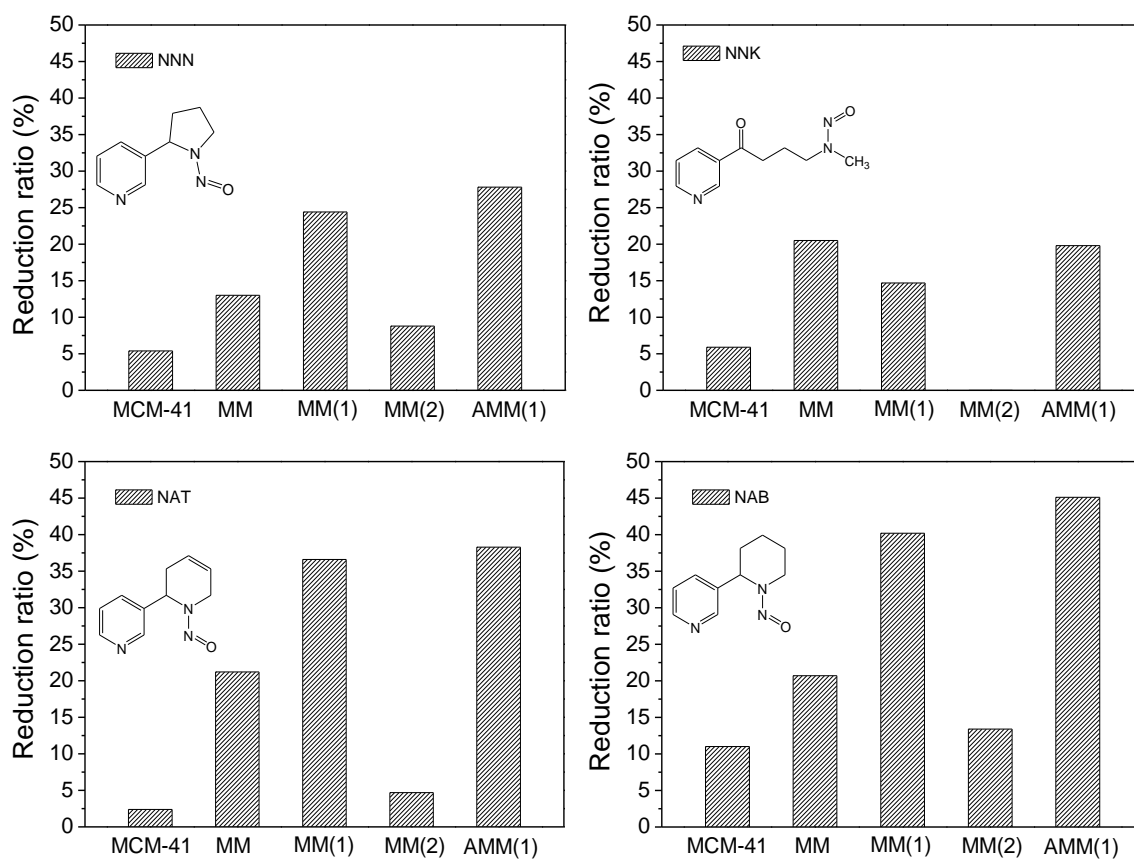 50
45
40
35
30
25
20
15
10
5
0
Reduction ratio (%)
NNN
N
N
N
O
MCM-41 MM MM(1) MM(2) AMM(1)
50
45
40
35
30
25
20
15
10
5
0
Reduction ratio (%)
NNK
O
O
N
N
CH3
N
MCM-41 MM MM(1) MM(2) AMM(1)
50
45
40
35
30
25
20
15
10
5
0
Reduction ratio (%)
NAT
N
N
N
O
MCM-41 MM MM(1) MM(2) AMM(1)
50
45
40
35
30
25
20
15
10
5
0
Reduction ratio (%)
NAB
N
N
N
O
MCM-41 MM MM(1) MM(2) AMM(1)